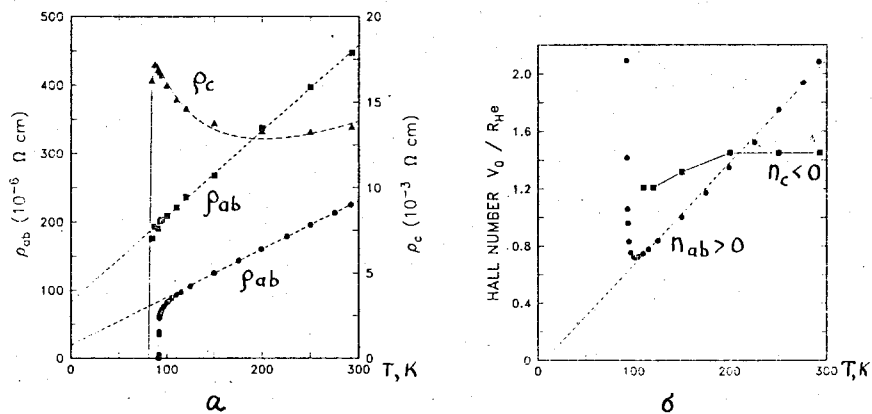 500
400
300
200
100
0
ρab (10⁻⁶ Ω cm)
20
15
10
5
0
ρc (10⁻³ Ω cm)
ρc
ρab
ρab
0
100
200
300
T, K
a
2.0
1.6
1.2
0.8
0.4
0
HALL NUMBER V0 / RHe
nc<0
nab>0
0
100
200
300
T, K
б